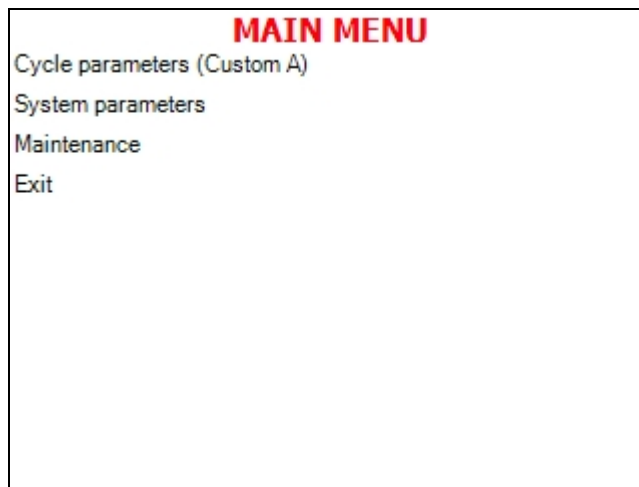 MAIN MENU
Cycle parameters (Custom A)
System parameters
Maintenance
Exit